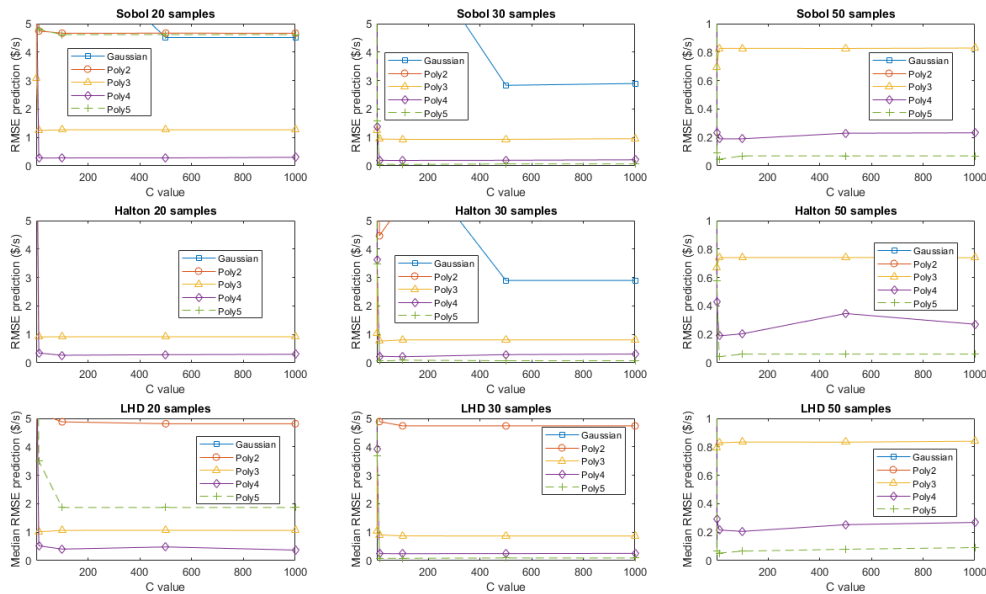 Sobol 20 samples
RMSE prediction ($/s)
5
4
3
2
1
0
Gaussian
Poly2
Poly3
Poly4
Poly5
200
400
600
800
1000
C value
Sobol 30 samples
RMSE prediction ($/s)
5
4
3
2
1
0
Gaussian
Poly2
Poly3
Poly4
Poly5
200
400
600
800
1000
C value
Sobol 50 samples
RMSE prediction ($/s)
1
0.8
0.6
0.4
0.2
0
Gaussian
Poly2
Poly3
Poly4
Poly5
200
400
600
800
1000
C value
Halton 20 samples
RMSE prediction ($/s)
5
4
3
2
1
0
Gaussian
Poly2
Poly3
Poly4
Poly5
200
400
600
800
1000
C value
Halton 30 samples
RMSE prediction ($/s)
5
4
3
2
1
0
Gaussian
Poly2
Poly3
Poly4
Poly5
200
400
600
800
1000
C value
Halton 50 samples
RMSE prediction ($/s)
1
0.8
0.6
0.4
0.2
0
Gaussian
Poly2
Poly3
Poly4
Poly5
200
400
600
800
1000
C value
LHD 20 samples
Median RMSE prediction ($/s)
5
4
3
2
1
0
Gaussian
Poly2
Poly3
Poly4
Poly5
200
400
600
800
1000
C value
LHD 30 samples
Median RMSE prediction ($/s)
5
4
3
2
1
0
Gaussian
Poly2
Poly3
Poly4
Poly5
200
400
600
800
1000
C value
LHD 50 samples
Median RMSE prediction ($/s)
1
0.8
0.6
0.4
0.2
0
Gaussian
Poly2
Poly3
Poly4
Poly5
200
400
600
800
1000
C value